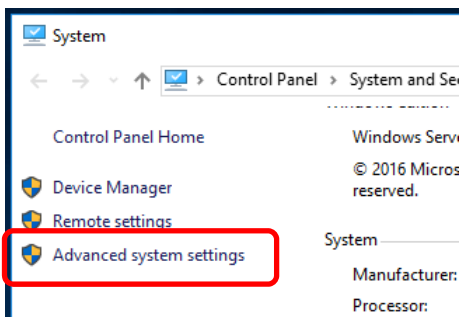 System
Control Panel > System and Se
Control Panel Home
Windows Serv
© 2016 Micros
reserved.
Device Manager
Remote settings
Advanced system settings
System
Manufacturer:
Processor: